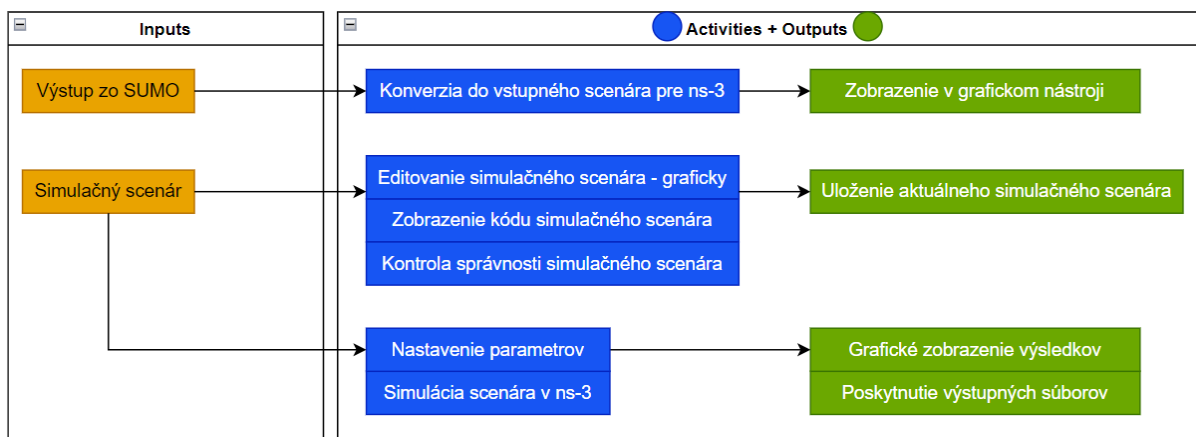 Inputs
Activities + Outputs
Výstup zo SUMO
Konverzia do vstupného scenára pre ns-3
Zobrazenie v grafickom nástroji
Simulačný scenár
Editovanie simulačného scenára - graficky
Zobrazenie kódu simulačného scenára
Kontrola správnosti simulačného scenára
Uloženie aktuálneho simulačného scenára
Nastavenie parametrov
Simulácia scenára v ns-3
Grafické zobrazenie výsledkov
Poskytnutie výstupných súborov